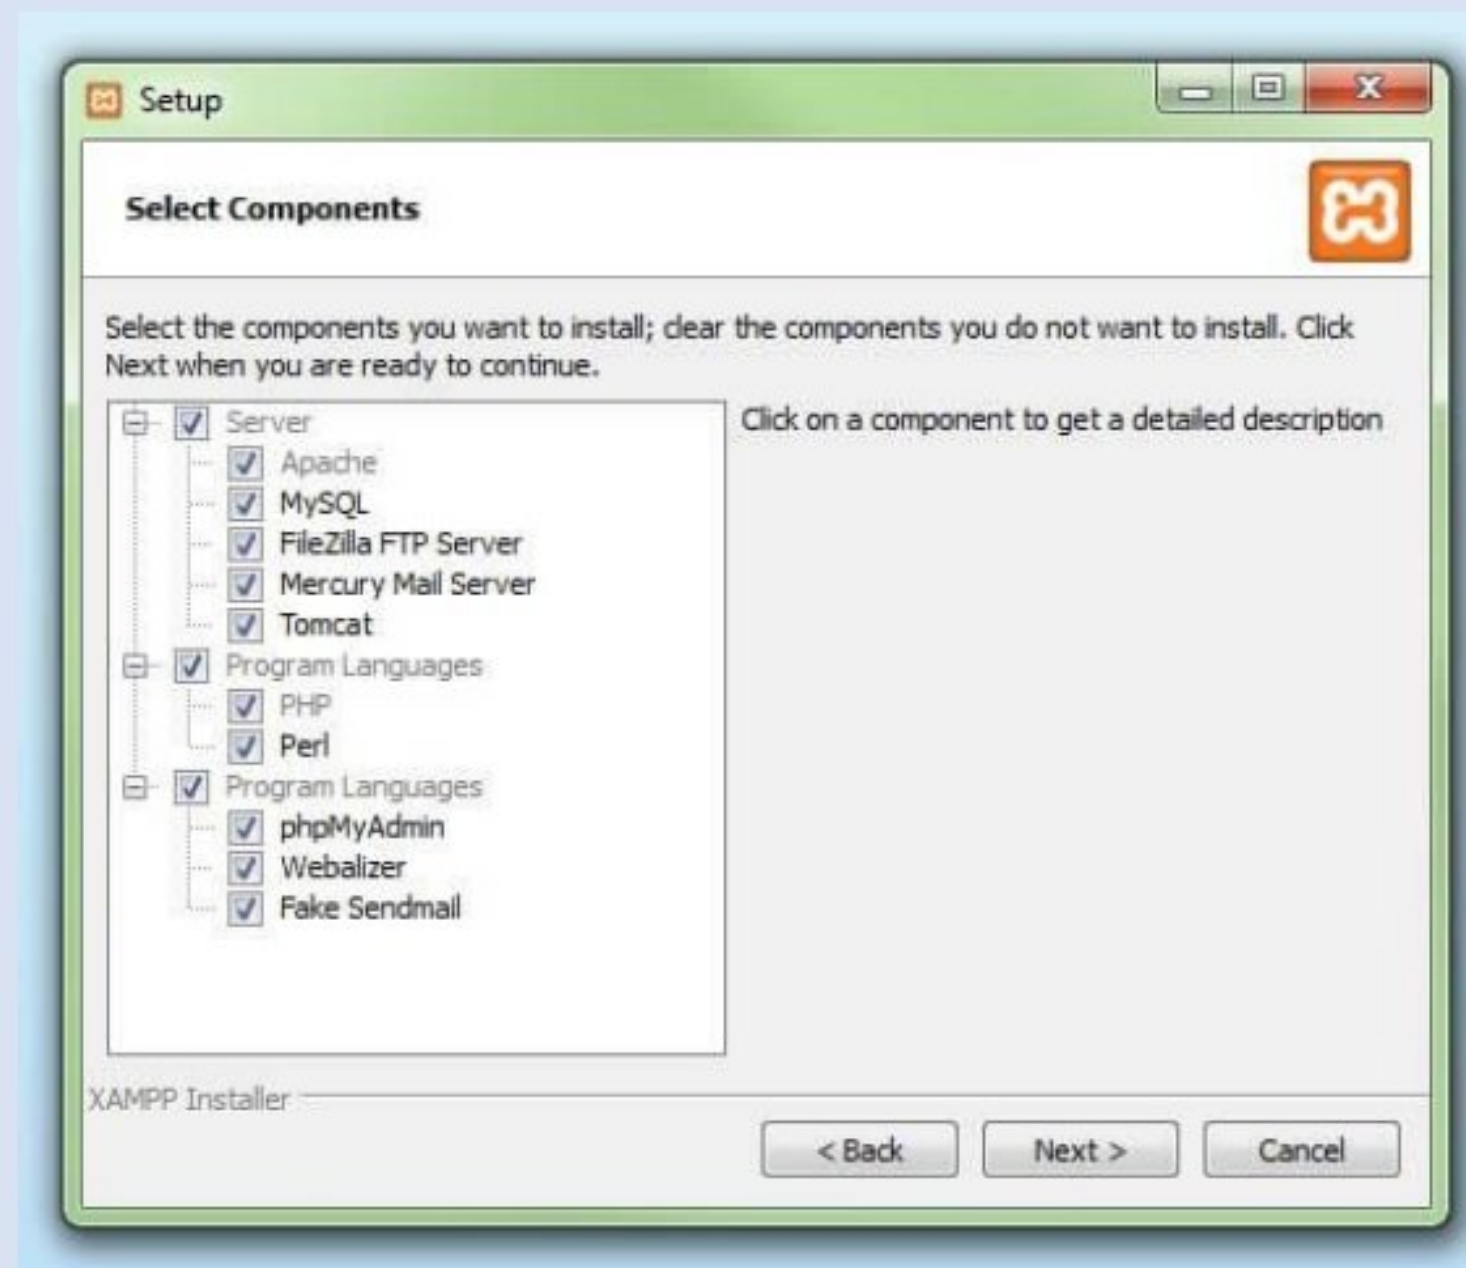 Setup
Select Components
Select the components you want to install; clear the components you do not want to install. Click
Next when you are ready to continue.
Server
Apache
MySQL
FileZilla FTP Server
Mercury Mail Server
Tomcat
Program Languages
PHP
Perl
Program Languages
phpMyAdmin
Webalizer
Fake Sendmail
Click on a component to get a detailed description
XAMPP Installer
< Back
Next >
Cancel